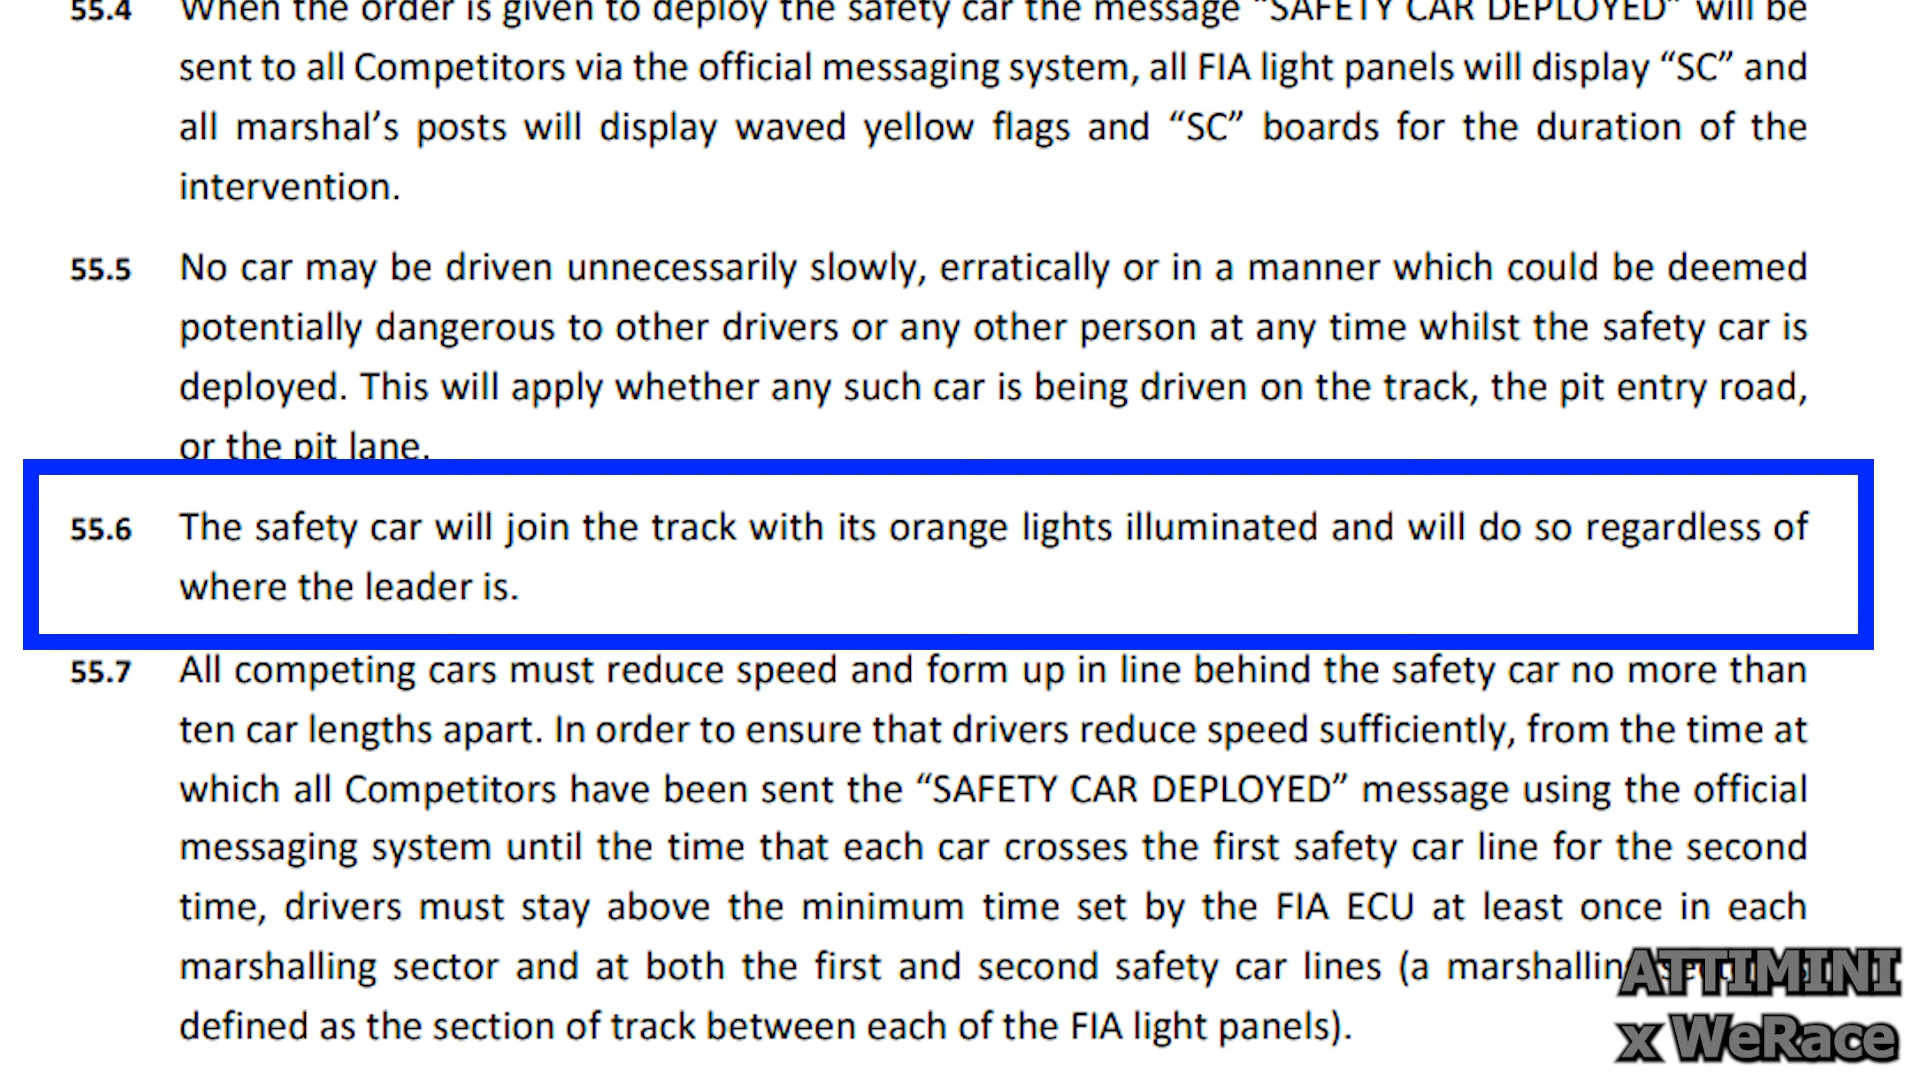 55.4 When the order is given to deploy the safety car the message “SAFETY CAR DEPLOYED” will be
sent to all Competitors via the official messaging system, all FIA light panels will display “SC” and
all marshal’s posts will display waved yellow flags and “SC” boards for the duration of the
intervention.
55.5 No car may be driven unnecessarily slowly, erratically or in a manner which could be deemed
potentially dangerous to other drivers or any other person at any time whilst the safety car is
deployed. This will apply whether any such car is being driven on the track, the pit entry road,
or the pit lane.
55.6 The safety car will join the track with its orange lights illuminated and will do so regardless of
where the leader is.
55.7 All competing cars must reduce speed and form up in line behind the safety car no more than
ten car lengths apart. In order to ensure that drivers reduce speed sufficiently, from the time at
which all Competitors have been sent the “SAFETY CAR DEPLOYED” message using the official
messaging system until the time that each car crosses the first safety car line for the second
time, drivers must stay above the minimum time set by the FIA ECU at least once in each
marshalling sector and at both the first and second safety car lines (a marshalling
defined as the section of track between each of the FIA light panels).
ATTIMINI
x WeRace